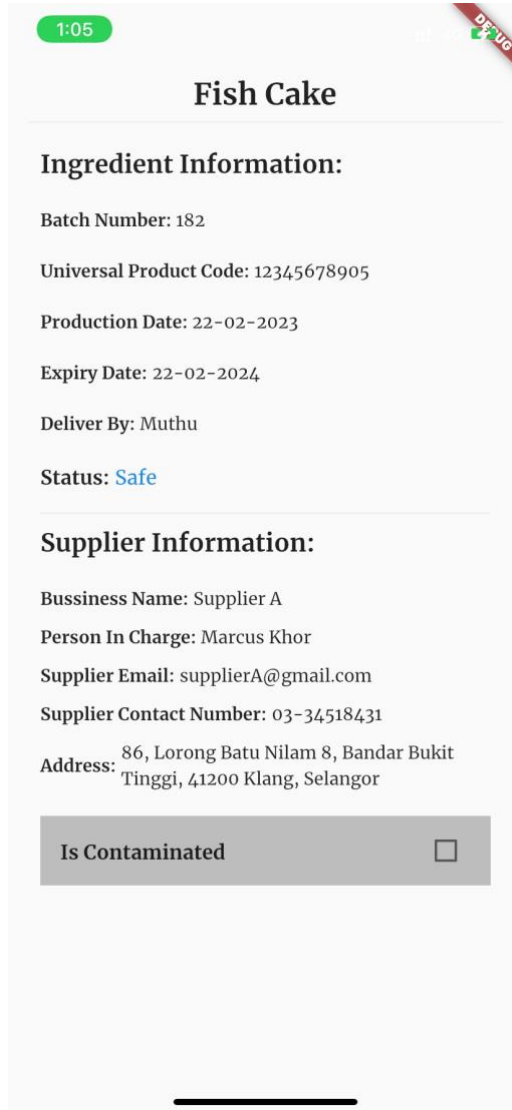 1:05
DEBUG
Fish Cake
Ingredient Information:
Batch Number: 182
Universal Product Code: 12345678905
Production Date: 22-02-2023
Expiry Date: 22-02-2024
Deliver By: Muthu
Status: Safe
Supplier Information:
Bussiness Name: Supplier A
Person In Charge: Marcus Khor
Supplier Email: supplierA@gmail.com
Supplier Contact Number: 03-34518431
Address: 86, Lorong Batu Nilam 8, Bandar Bukit
Tinggi, 41200 Klang, Selangor
Is Contaminated